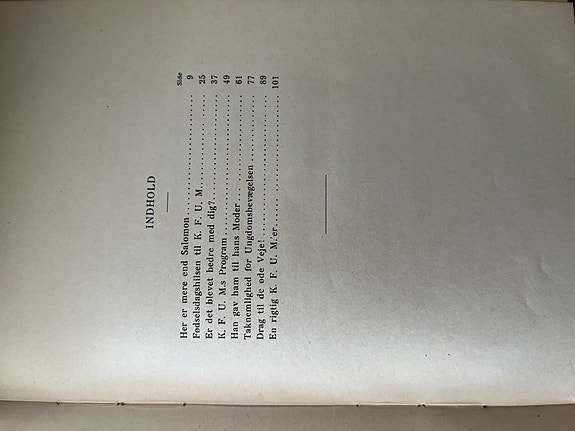 INDHOLD
Side
Her er mere end Salomon........................ 9
Fødselsdagshilsen til K. F. U. M................ 25
Er det blevet bedre med dig?.................... 37
K. F. U. M.s Program........................ 49
Han gav ham til hans Moder.................... 61
Taknemlighed for Ungdomsbevægelsen............ 77
Drag til de øde Veje!........................ 89
En rigtig K. F. U. M.'er........................ 101